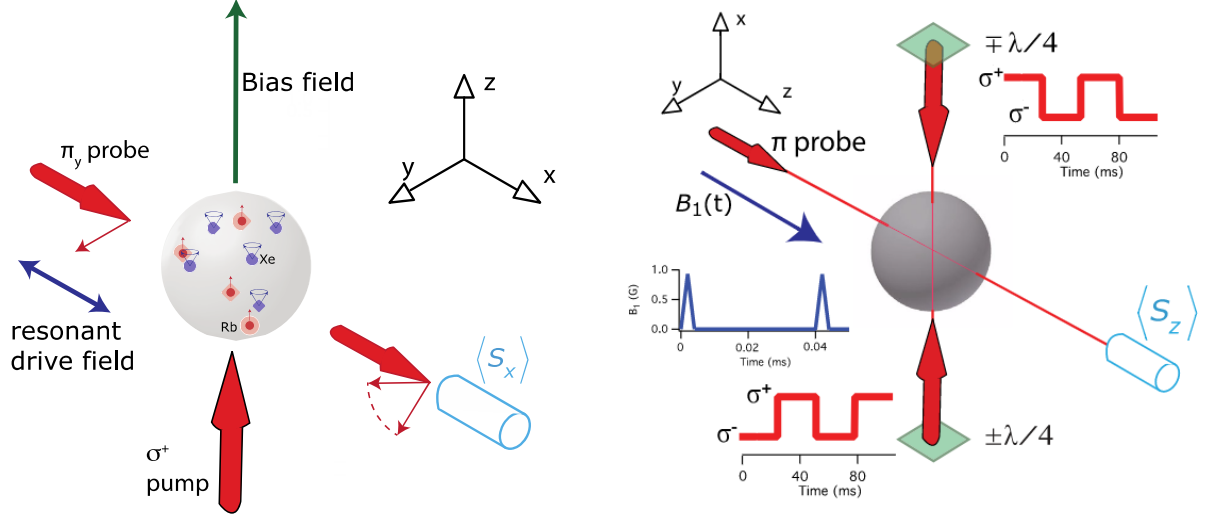 Bias field
π_y probe
z
y
x
Xe
Rb
resonant
drive field
⟨S_x⟩
σ⁺
pump
x
y
z
π probe
B₁(t)
∓ λ/4
σ⁺
σ⁻
0
40
80
Time (ms)
B₁ (G)
1.0
0.5
0.0
0
0.02
0.04
Time (ms)
⟨S_z⟩
σ⁺
σ⁻
0
40
80
Time (ms)
±λ/4